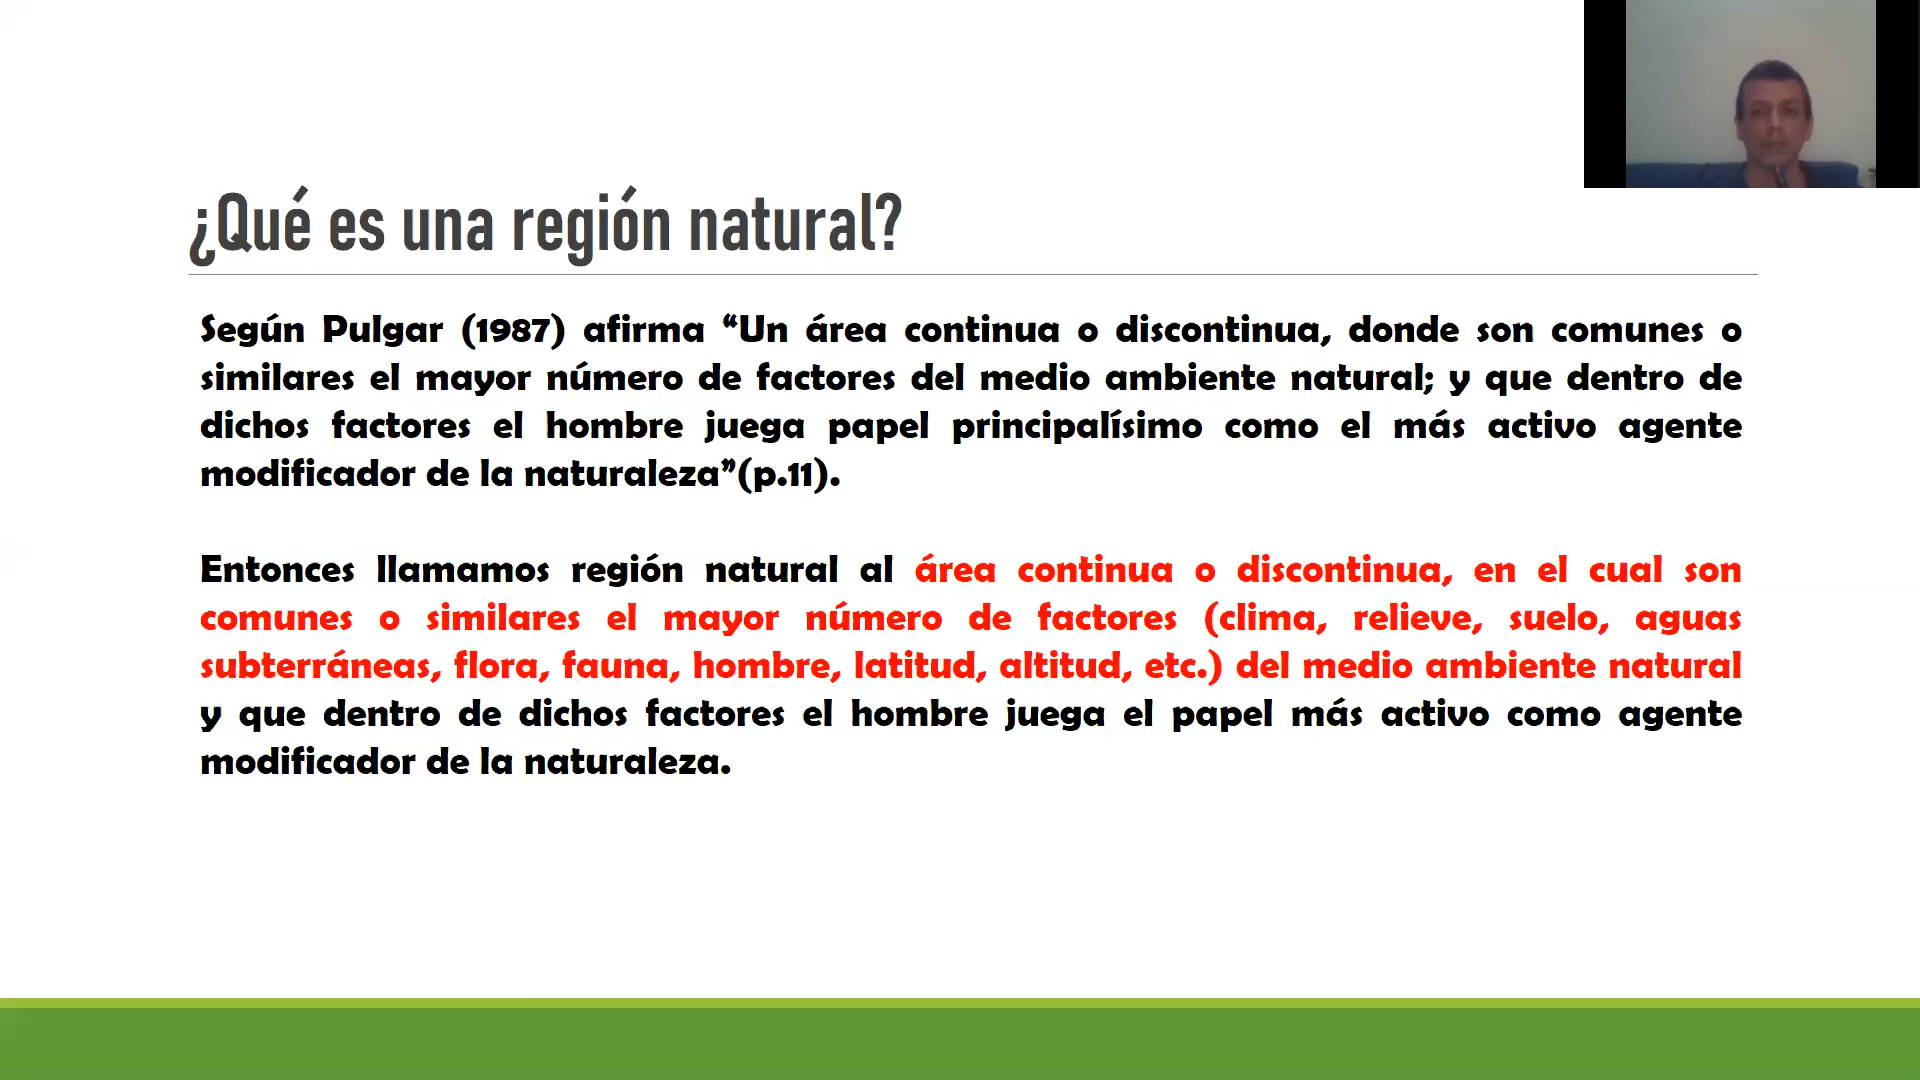 ¿Qué es una región natural?
Según Pulgar (1987) afirma “Un área continua o discontinua, donde son comunes o
similares el mayor número de factores del medio ambiente natural; y que dentro de
dichos factores el hombre juega papel principalísimo como el más activo agente
modificador de la naturaleza”(p.11).
Entonces llamamos región natural al área continua o discontinua, en el cual son
comunes o similares el mayor número de factores (clima, relieve, suelo, aguas
subterráneas, flora, fauna, hombre, latitud, altitud, etc.) del medio ambiente natural
y que dentro de dichos factores el hombre juega el papel más activo como agente
modificador de la naturaleza.